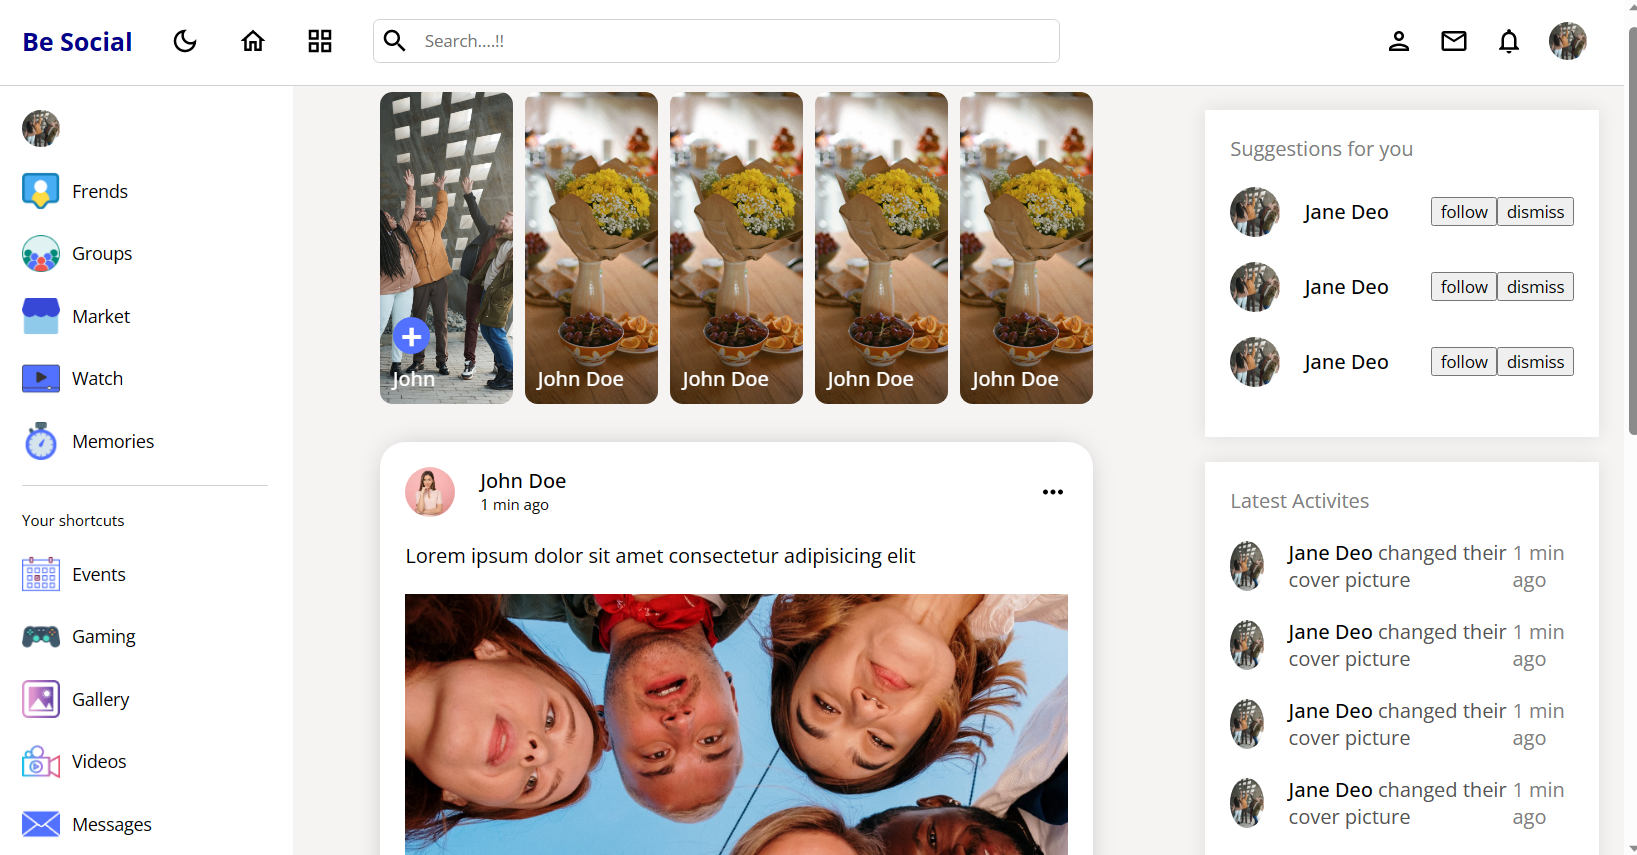 Be Social
Search....!!
Frends
Groups
Market
Watch
Memories
Your shortcuts
Events
Gaming
Gallery
Videos
Messages
John
John Doe
John Doe
John Doe
John Doe
John Doe
1 min ago
Lorem ipsum dolor sit amet consectetur adipisicing elit
Suggestions for you
Jane Deo follow dismiss
Jane Deo follow dismiss
Jane Deo follow dismiss
Latest Activites
Jane Deo changed their 1 min
cover picture ago
Jane Deo changed their 1 min
cover picture ago
Jane Deo changed their 1 min
cover picture ago
Jane Deo changed their 1 min
cover picture ago